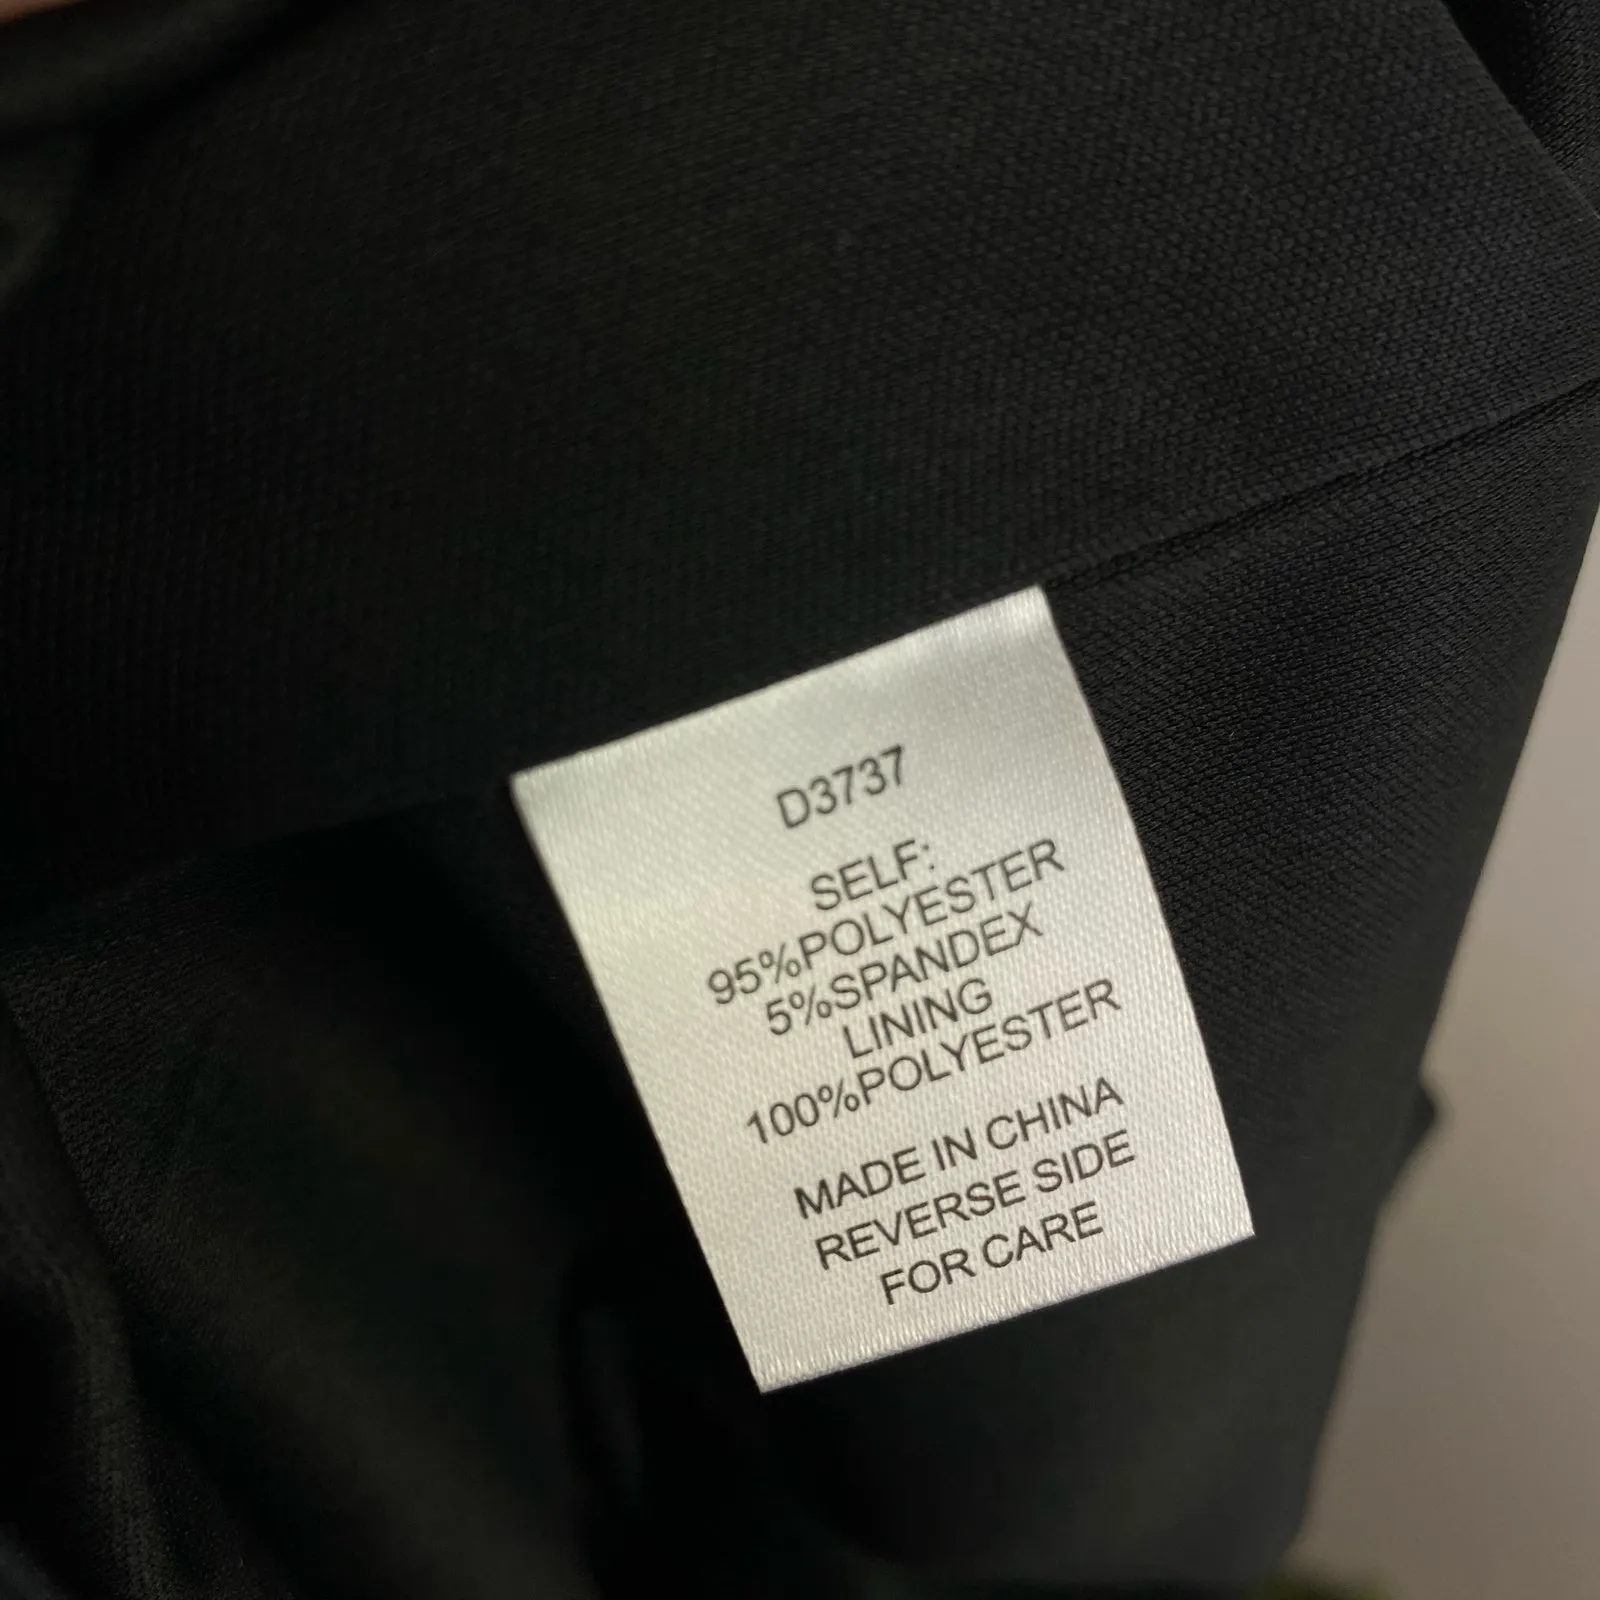 D3737
SELF:
95%POLYESTER
5%SPANDEX
LINING
100%POLYESTER
MADE IN CHINA
REVERSE SIDE
FOR CARE